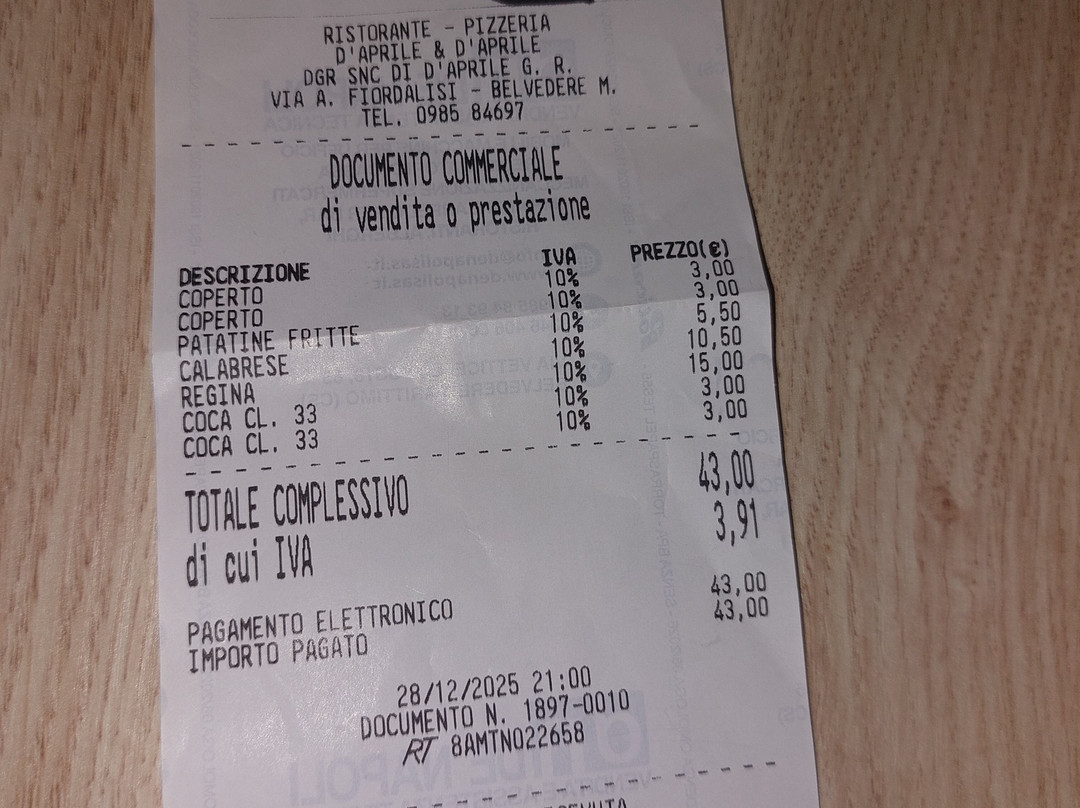 RISTORANTE - PIZZERIA
D'APRILE & D'APRILE
DGR SNC DI D'APRILE G. R.
VIA A. FIORDALISI - BELVEDERE M.
TEL. 0985 84697
DOCUMENTO COMMERCIALE
di vendita o prestazione
DESCRIZIONE IVA PREZZO(€)
COPERTO 10% 3,00
COPERTO 10% 3,00
PATATINE FRITTE 10% 5,50
CALABRESE 10% 10,50
REGINA 10% 15,00
COCA CL. 33 10% 3,00
COCA CL. 33 10% 3,00
TOTALE COMPLESSIVO 43,00
di cui IVA 3,91
PAGAMENTO ELETTRONICO 43,00
IMPORTO PAGATO 43,00
28/12/2025 21:00
DOCUMENTO N. 1897-0010
RT 8AMTN022658